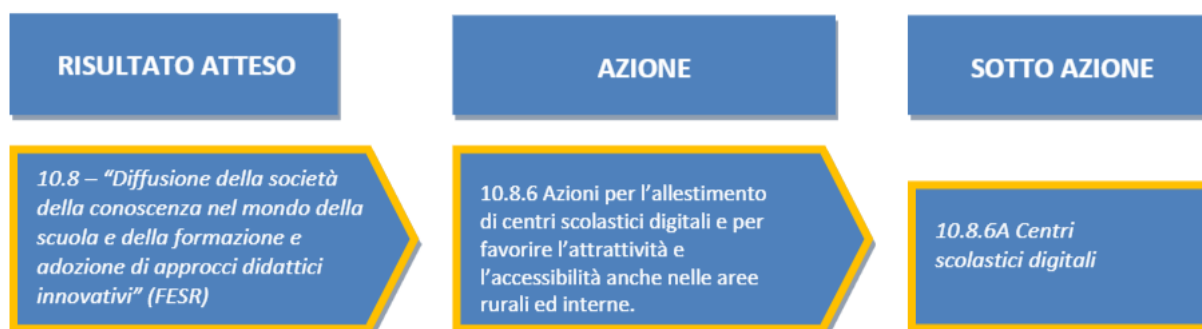 RISULTATO ATTESO
AZIONE
SOTTO AZIONE
10.8 – “Diffusione della società
della conoscenza nel mondo della
scuola e della formazione e
adozione di approcci didattici
innovativi” (FESR)
10.8.6 Azioni per l’allestimento
di centri scolastici digitali e per
favorire l’attrattività e
l’accessibilità anche nelle aree
rurali ed interne.
10.8.6A Centri
scolastici digitali